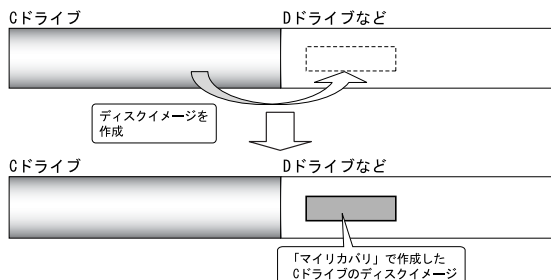 Cドライブ
Dドライブなど
ディスクイメージを
作成
Cドライブ
Dドライブなど
「マイリカバリ」で作成した
Cドライブのディスクイメージ